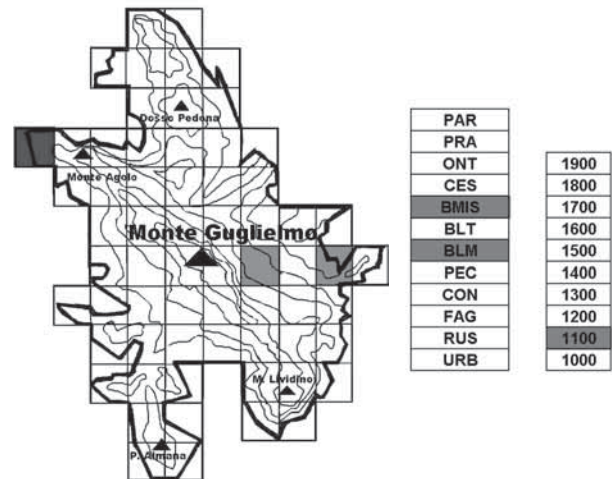 Dosso Pedona
Monte Agolo
Monte Guglielmo
M. Lividino
P. Almana
PAR
PRA
ONT
CES
BMIS
BLT
BLM
PEC
CON
FAG
RUS
URB
1900
1800
1700
1600
1500
1400
1300
1200
1100
1000